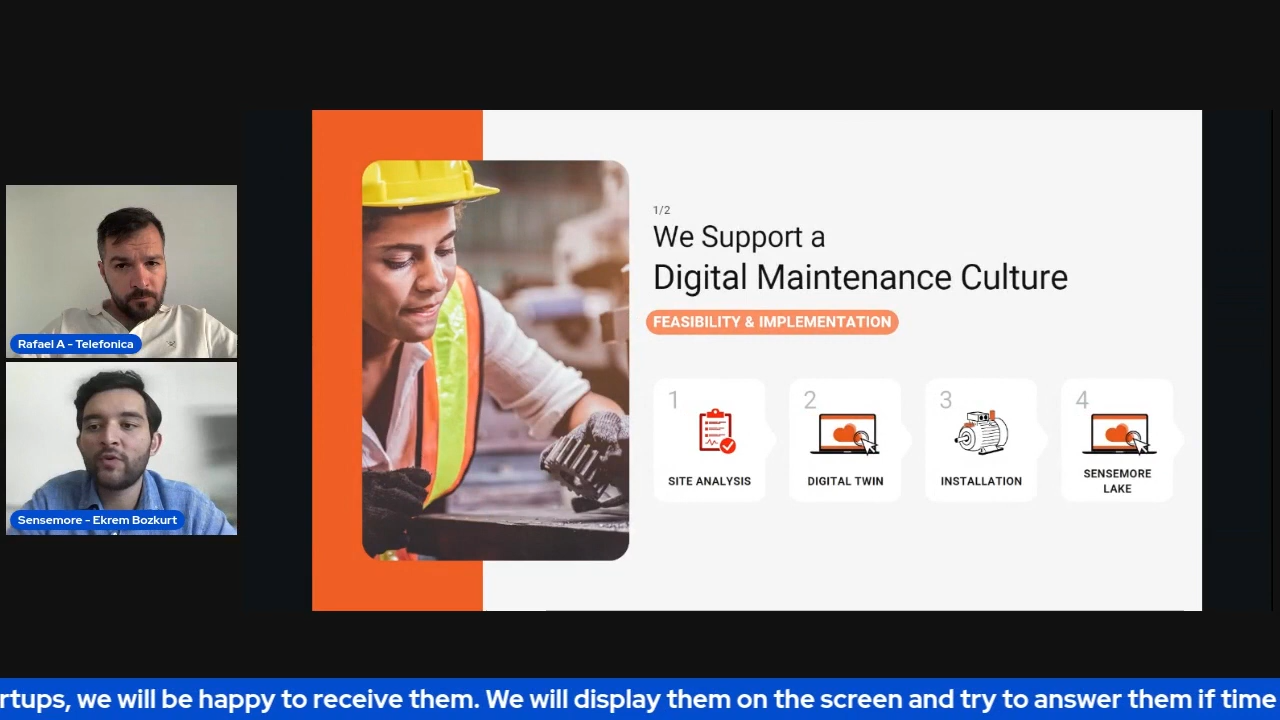 Rafael A - Telefonica
Sensemore - Ekrem Bozkurt
1/2
We Support a
Digital Maintenance Culture
FEASIBILITY & IMPLEMENTATION
1
SITE ANALYSIS
2
DIGITAL TWIN
3
INSTALLATION
4
SENSEMORE
LAKE
rtups, we will be happy to receive them. We will display them on the screen and try to answer them if time